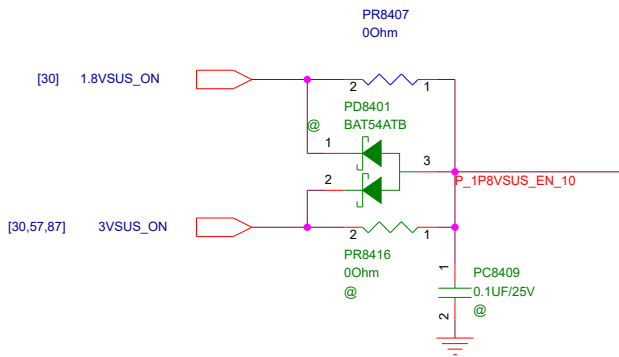 PR8407
0Ohm
[30] 1.8VSUS_ON
2 1
PD8401
@ BAT54ATB
1
3
2
P_1P8VSUS_EN_10
[30,57,87] 3VSUS_ON
2 1
PR8416
0Ohm
@
1
PC8409
0.1UF/25V
2
@